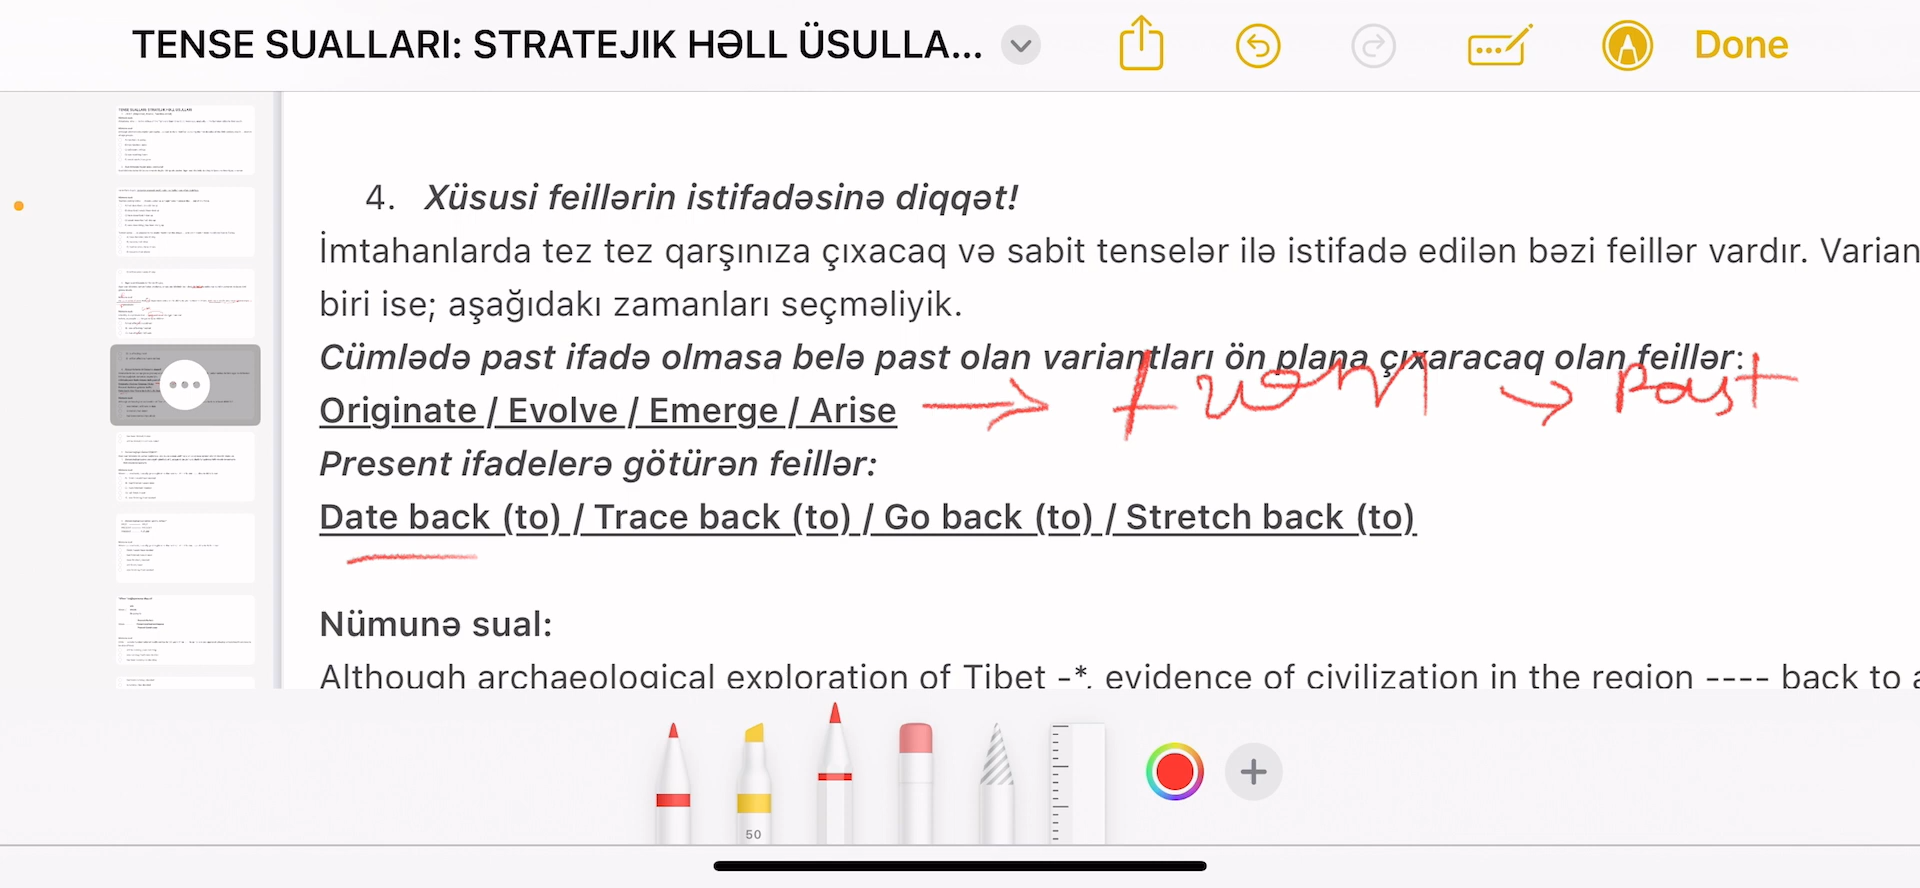 TENSE SUALLARI: STRATEJIK HƏLL ÜSULLA...
Done
4. Xüsusi feillərin istifadəsinə diqqət!
İmtahanlarda tez tez qarşınıza çıxacaq və sabit tenselər ilə istifadə edilən bəzi feillər vardır. Varian
biri ise; aşağıdakı zamanları seçməliyik.
Cümlədə past ifadə olmasa belə past olan variantları ön plana çıxaracaq olan feillər:
Originate / Evolve / Emerge / Arise
from
Past
Present ifadelerə götürən feillər:
Date back (to) / Trace back (to) / Go back (to) / Stretch back (to)
Nümunə sual:
Although archaeological exploration of Tibet -*, evidence of civilization in the region ---- back to a
50